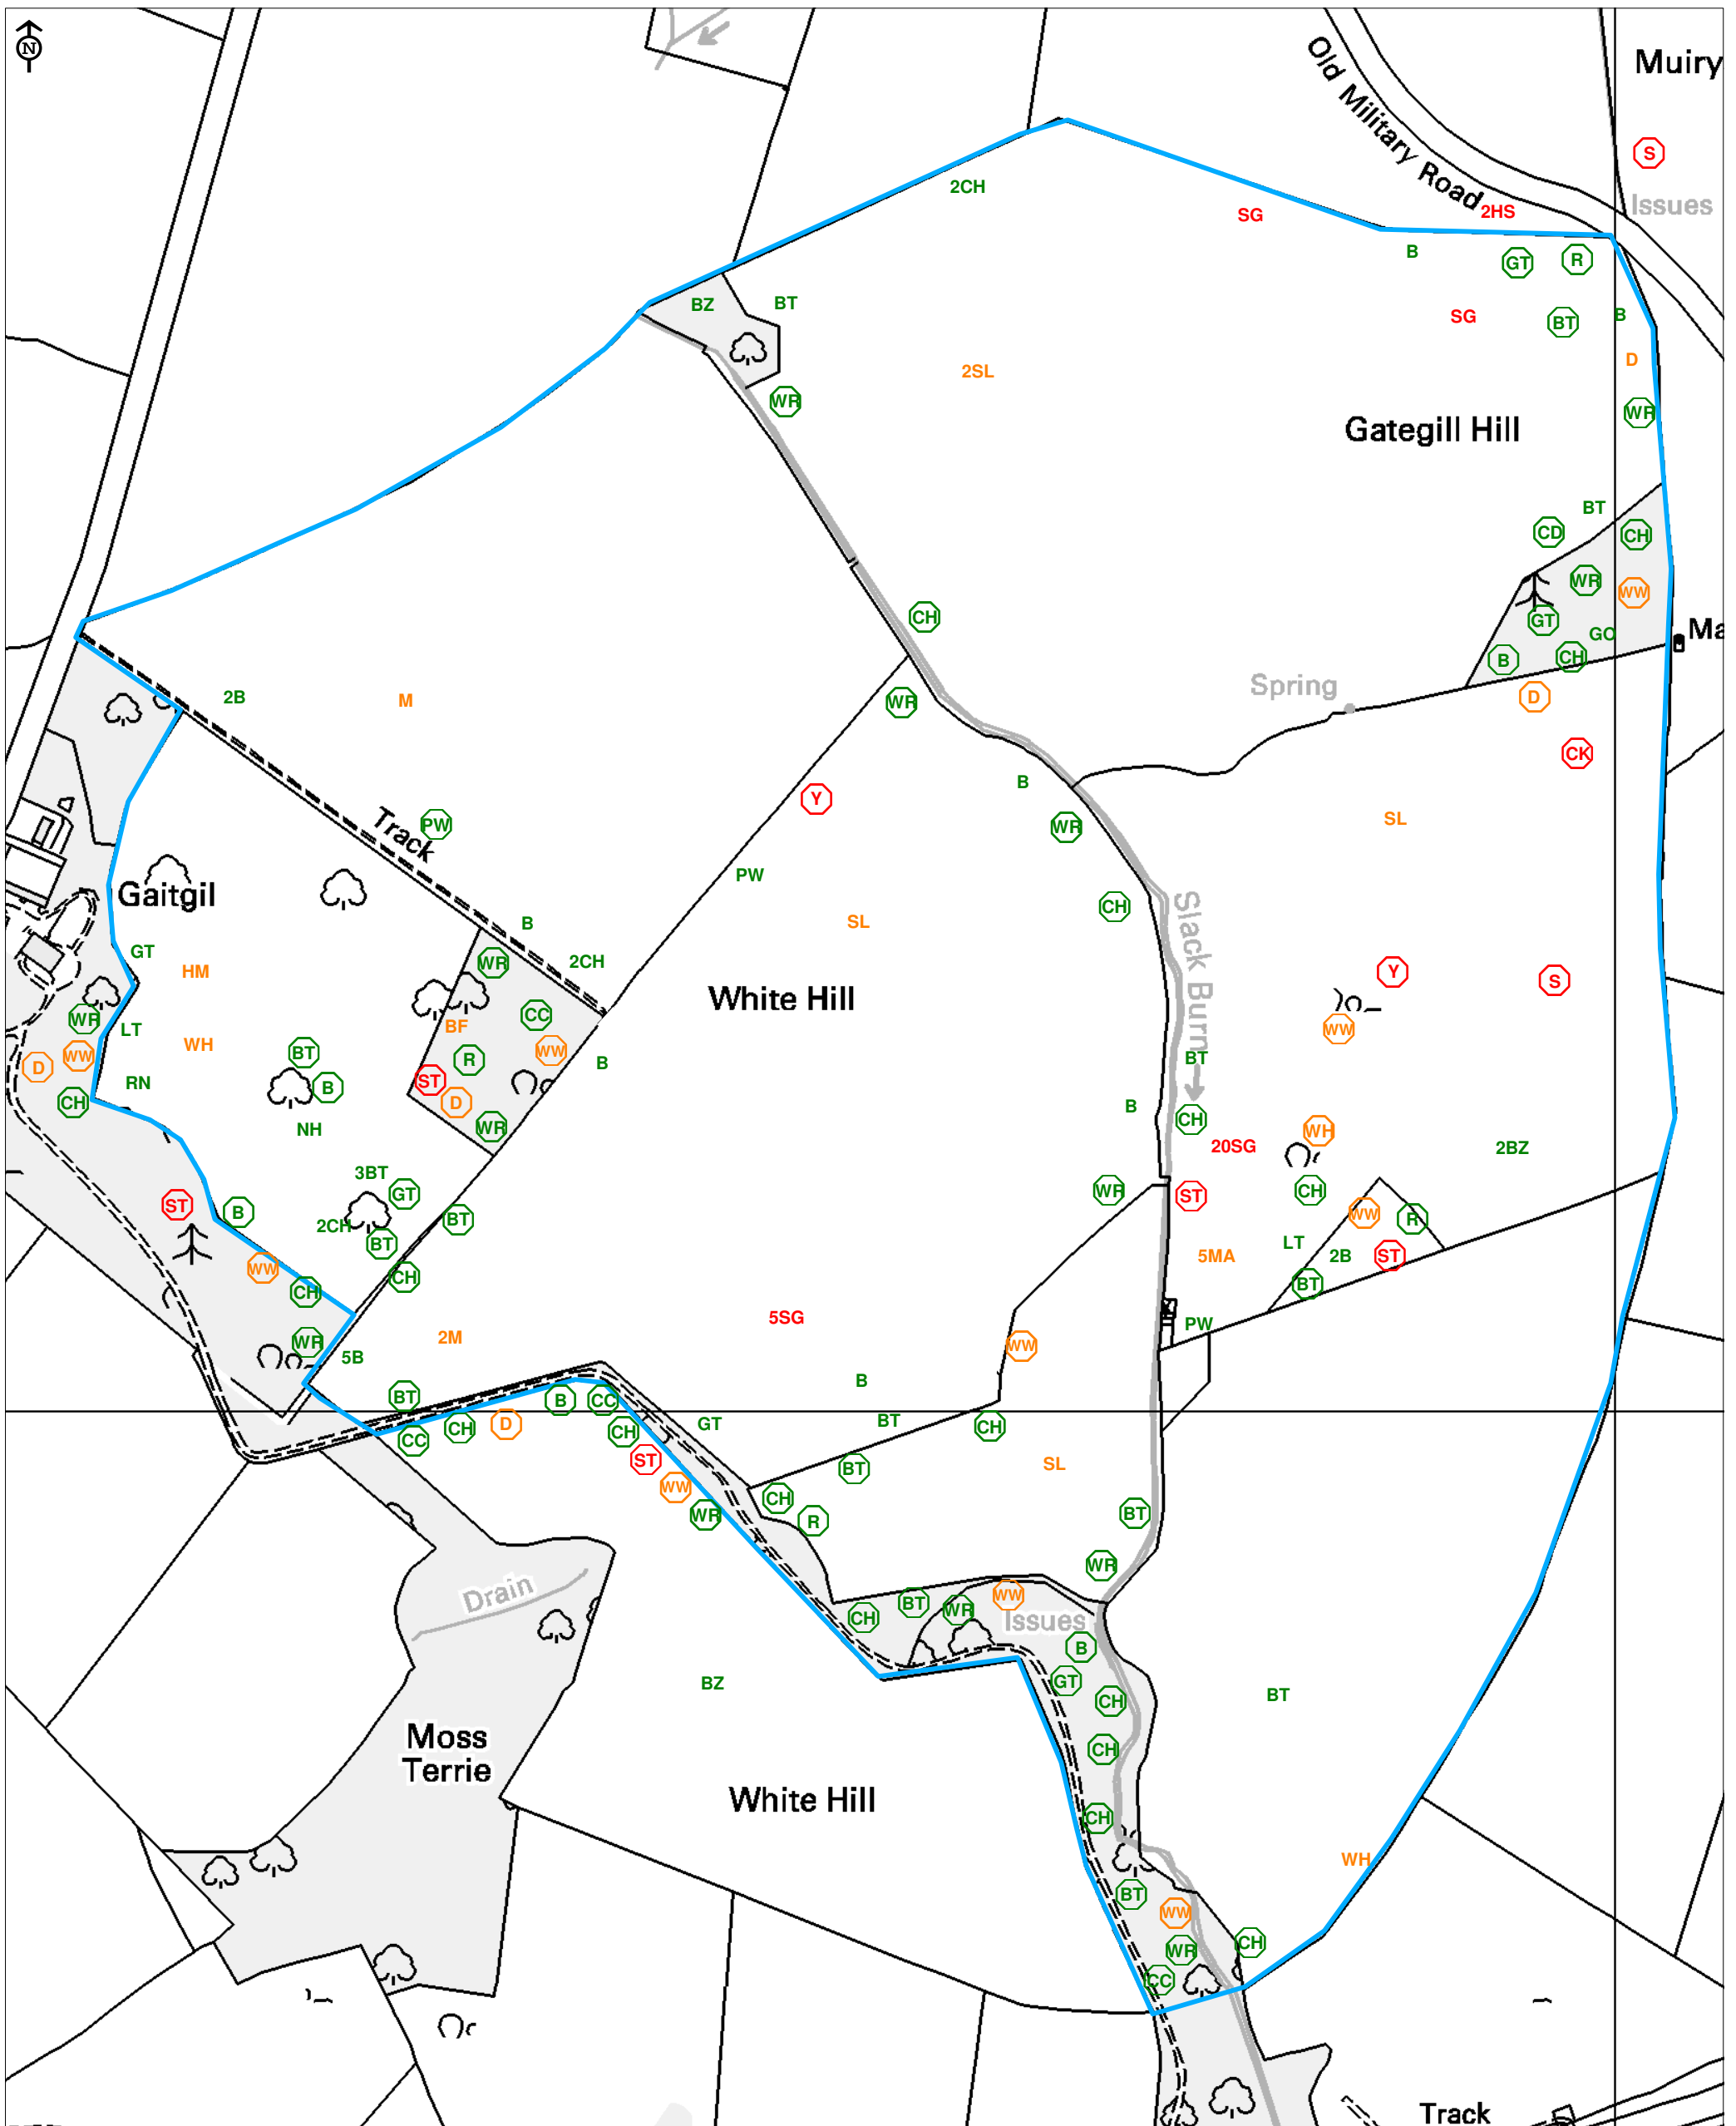 N
Muiry
Old Military Road
S
2CH
SG
2HS
Issues
B
GT
R
BZ
BT
SG
BT
B
2SL
D
WR
WR
Gategill Hill
BT
CD
CH
WR
WW
CH
GT
GO
Ma
B
CH
Spring
2B
M
WR
D
CK
B
Y
SL
Track
PW
WR
PW
Gaitgil
CH
B
SL
Slack Burn
GT
HM
WR
2CH
Y
S
White Hill
WR
LT
CC
BF
WW
WH
BT
WW
D
R
WW
B
BT
RN
B
ST
CH
D
B
CH
NH
WR
WH
20SG
2BZ
3BT
GT
WR
ST
CH
ST
B
2CH
BT
WW
R
BT
LT
2B
ST
WW
5MA
CH
CH
BT
5SG
PW
WR
2M
WW
5B
B
BT
B
CC
GT
BT
CC
CH
D
CH
CH
ST
BT
SL
WW
CH
WR
R
BT
WR
Drain
WW
CH
BT
WR
Issues
B
BZ
GT
CH
BT
Moss
Terrie
CH
White Hill
CH
WH
BT
WW
WR
CH
CC
Track